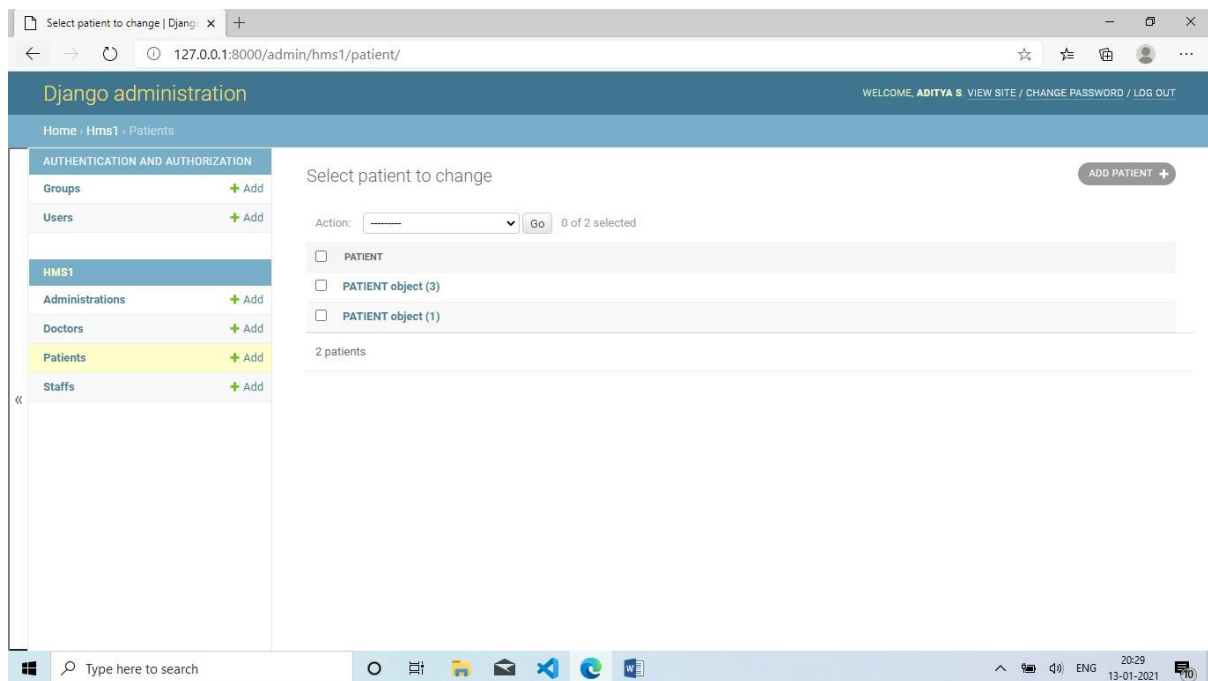 Select patient to change | Djang
127.0.0.1:8000/admin/hms1/patient/
Django administration
WELCOME, ADITYA S. VIEW SITE / CHANGE PASSWORD / LOG OUT
Home › Hms1 › Patients
AUTHENTICATION AND AUTHORIZATION
Groups + Add
Users + Add
HMS1
Administrations + Add
Doctors + Add
Patients + Add
Staffs + Add
«
Select patient to change
ADD PATIENT +
Action: --------- Go 0 of 2 selected
PATIENT
PATIENT object (3)
PATIENT object (1)
2 patients
Type here to search
W
ENG
20:29
13-01-2021
10